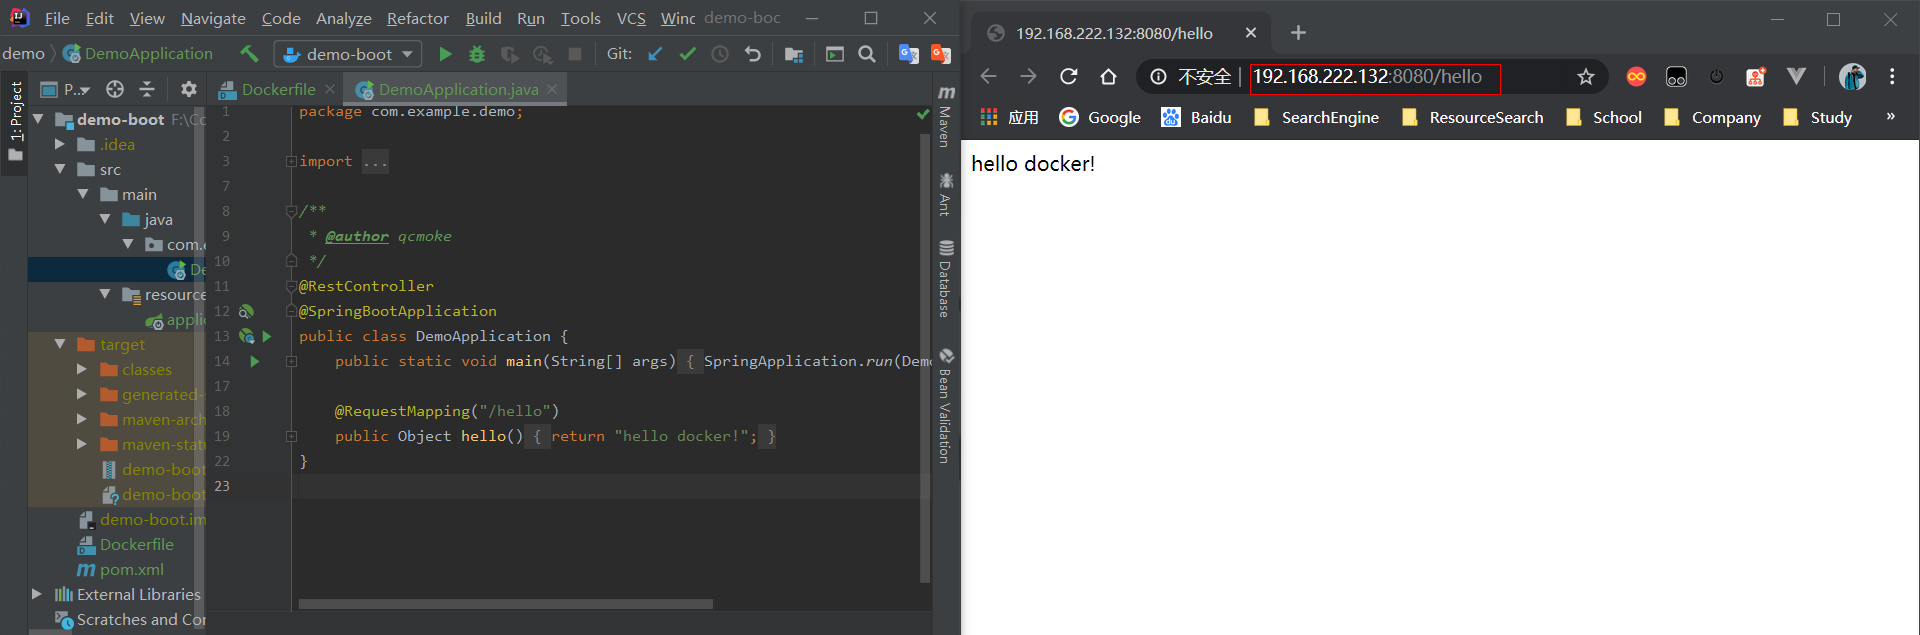 File Edit View Navigate Code Analyze Refactor Build Run Tools VCS Winc demo-boc
demo DemoApplication demo-boot Git:
P... Dockerfile DemoApplication.java
1: Project
demo-boot F:\Cc
.idea
src
main
java
com.e
De
resource
appli
target
classes
generated-
maven-arch
maven-statu
demo-boot
demo-boot
demo-boot.im
Dockerfile
pom.xml
External Libraries
Scratches and Cor
1 package com.example.demo;
2
3 import ...
7
8 /**
9 * @author qcmoke
10 */
11 @RestController
12 @SpringBootApplication
13 public class DemoApplication {
14 public static void main(String[] args) { SpringApplication.run(Demo
17
18 @RequestMapping("/hello")
19 public Object hello() { return "hello docker!"; }
22 }
23
Maven
Ant
Database
Bean Validation
192.168.222.132:8080/hello
不安全 192.168.222.132:8080/hello
应用 Google Baidu SearchEngine ResourceSearch School Company Study »
hello docker!